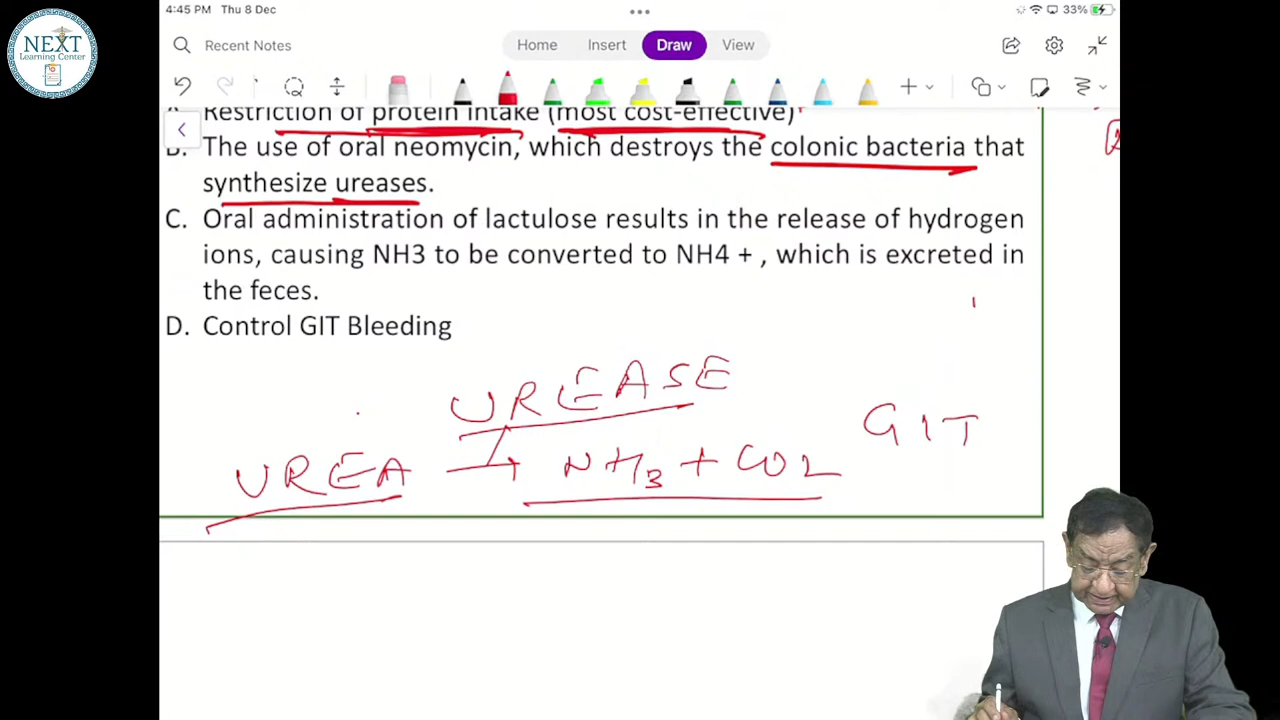 4:45 PM Thu 8 Dec
33%
NEXT
Learning Center
Recent Notes
Home
Insert
Draw
View
A. Restriction of protein intake (most cost-effective)
B. The use of oral neomycin, which destroys the colonic bacteria that
synthesize ureases.
C. Oral administration of lactulose results in the release of hydrogen
ions, causing NH3 to be converted to NH4 + , which is excreted in
the feces.
D. Control GIT Bleeding
UREASE
UREA → NH3 + CO2
GIT